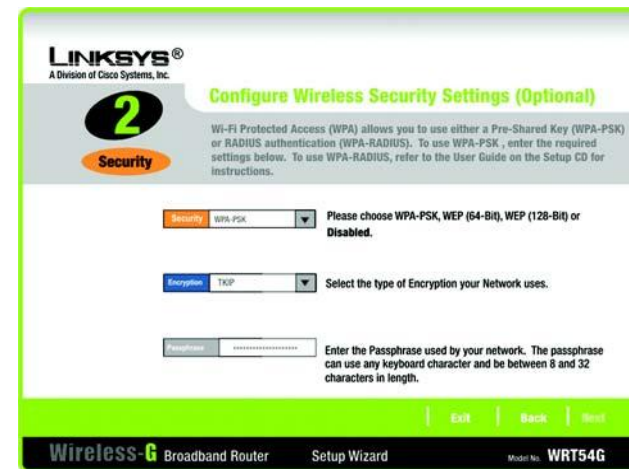 LINKSYS®
A Division of Cisco Systems, Inc.
2
Security
Configure Wireless Security Settings (Optional)
Wi-Fi Protected Access (WPA) allows you to use either a Pre-Shared Key (WPA-PSK)
or RADIUS authentication (WPA-RADIUS). To use WPA-PSK , enter the required
settings below. To use WPA-RADIUS, refer to the User Guide on the Setup CD for
instructions.
Security WPA-PSK
Please choose WPA-PSK, WEP (64-Bit), WEP (128-Bit) or
Disabled.
Encryption TKIP
Select the type of Encryption your Network uses.
Passphrase
Enter the Passphrase used by your network. The passphrase
can use any keyboard character and be between 8 and 32
characters in length.
Exit Back Next
Wireless-G Broadband Router Setup Wizard Model No. WRT54G